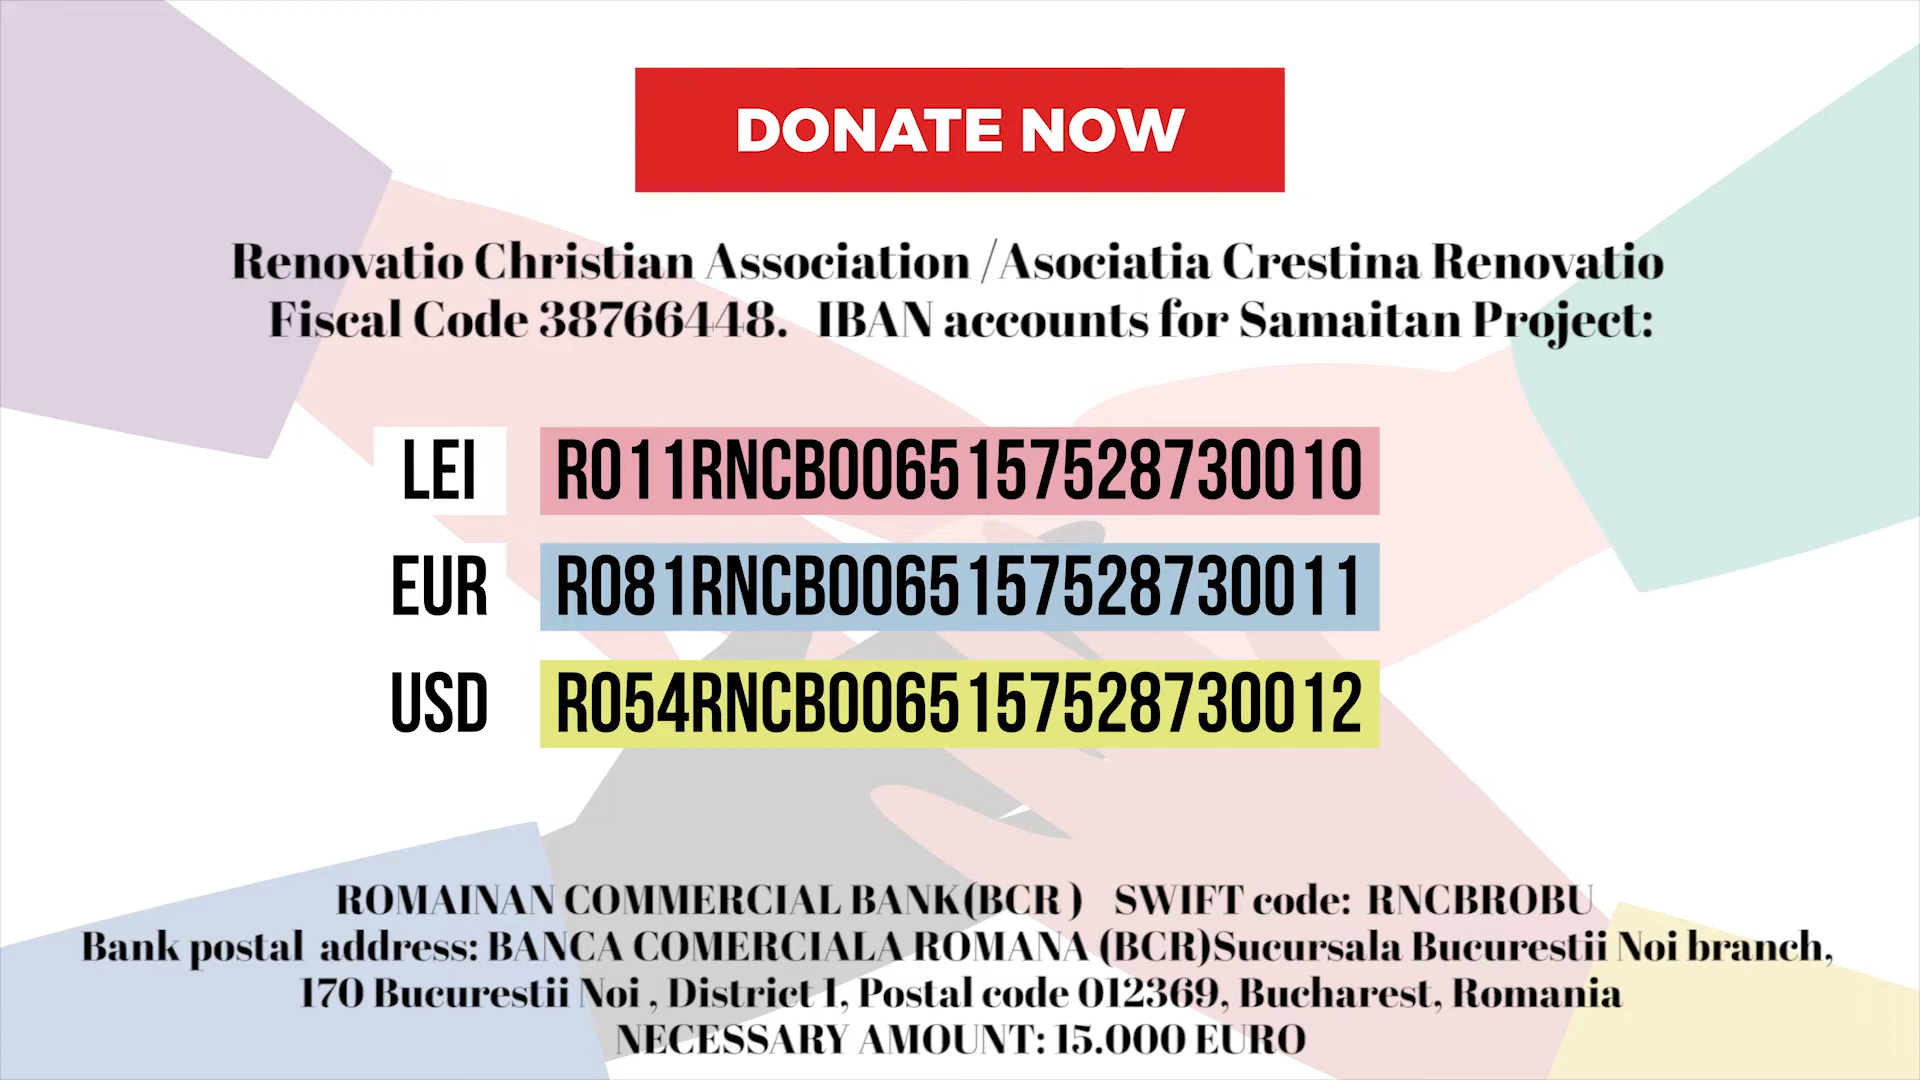 DONATE NOW
Renovatio Christian Association /Asociatia Crestina Renovatio
Fiscal Code 38766448. IBAN accounts for Samaitan Project:
LEI RO11RNCB0065157528730010
EUR RO81RNCB0065157528730011
USD RO54RNCB0065157528730012
ROMAINAN COMMERCIAL BANK(BCR ) SWIFT code: RNCBROBU
Bank postal address: BANCA COMERCIALA ROMANA (BCR)Sucursala Bucurestii Noi branch,
170 Bucurestii Noi , District 1, Postal code 012369, Bucharest, Romania
NECESSARY AMOUNT: 15.000 EURO